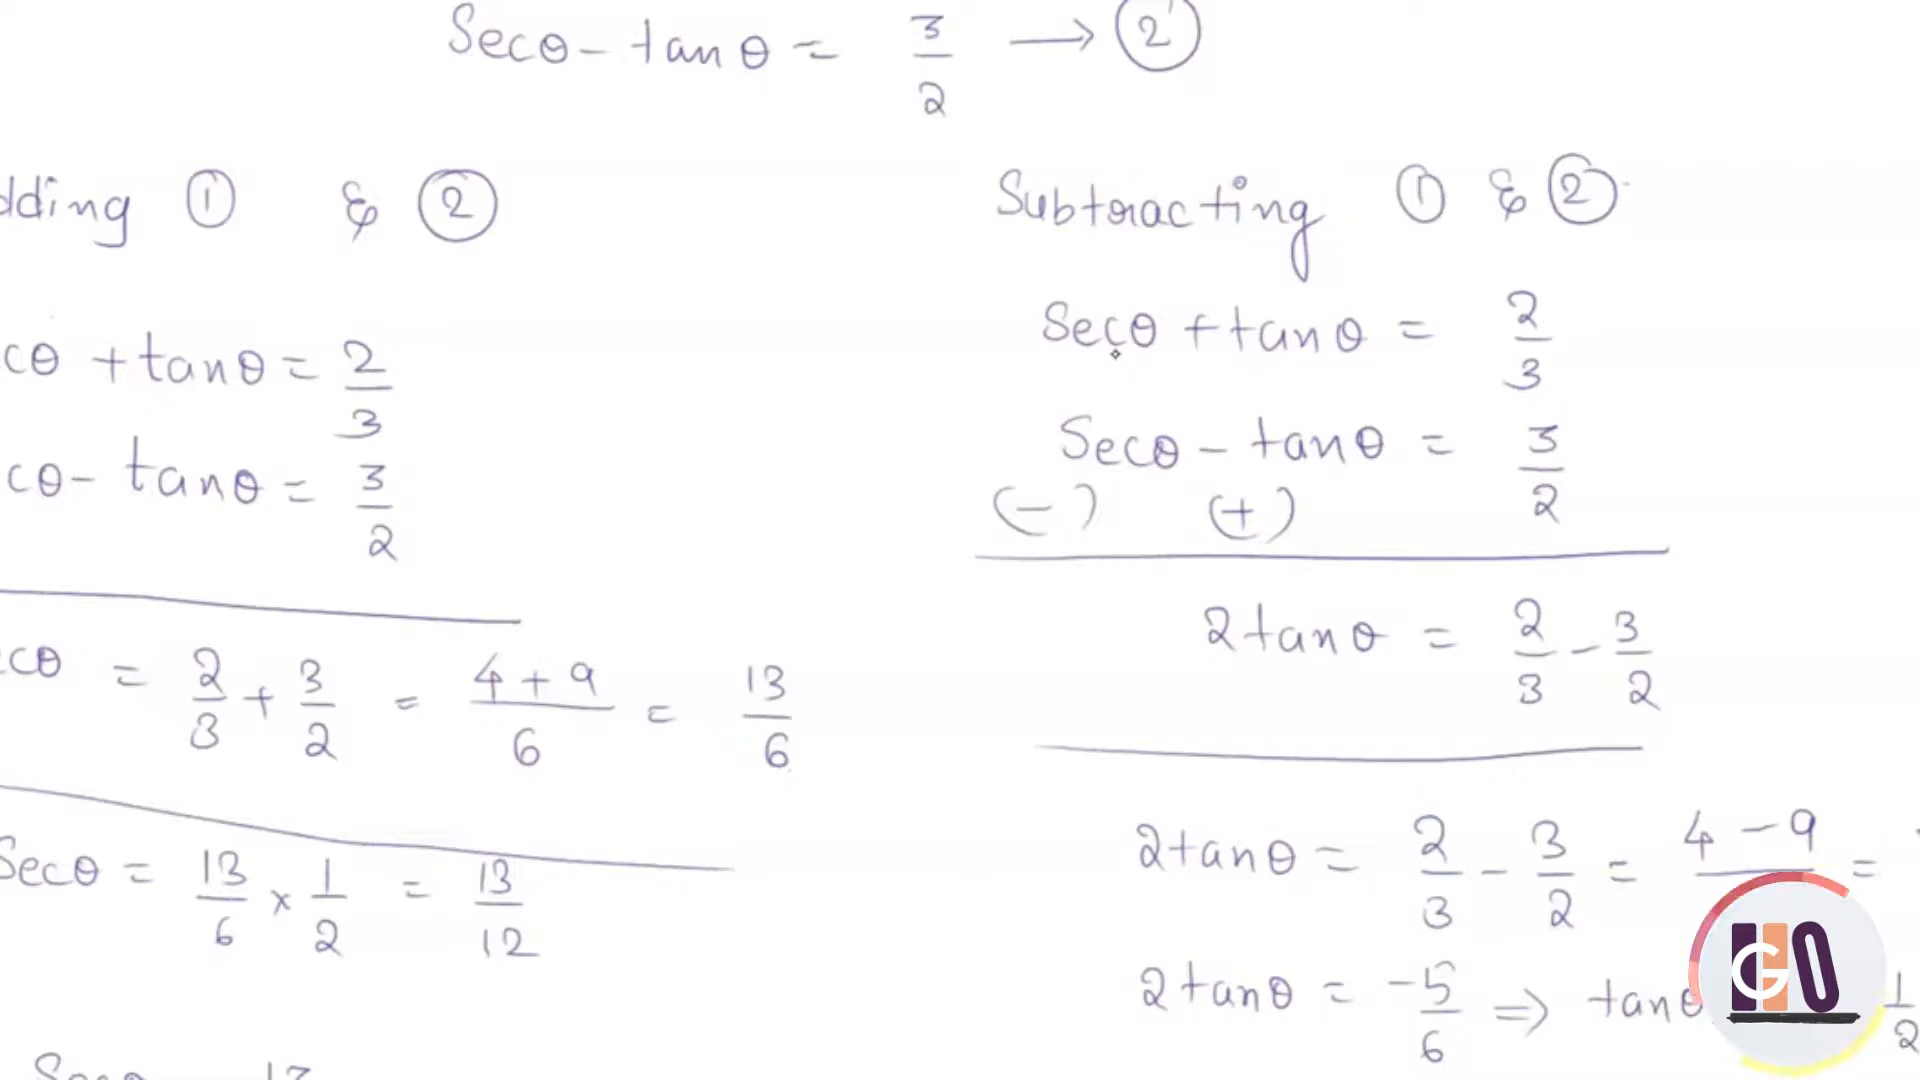 Secθ - tanθ = 3/2 → ②
dding ① & ②
cθ + tanθ = 2/3
cθ - tanθ = 3/2
cθ = 2/3 + 3/2 = 4+9/6 = 13/6
Secθ = 13/6 × 1/2 = 13/12
Subtracting ① & ②
Secθ + tanθ = 2/3
Secθ - tanθ = 3/2
(-) (+)
2tanθ = 2/3 - 3/2
2tanθ = 2/3 - 3/2 = 4-9 =
2tanθ = -5/6 ⇒ tanθ 1/2
GO